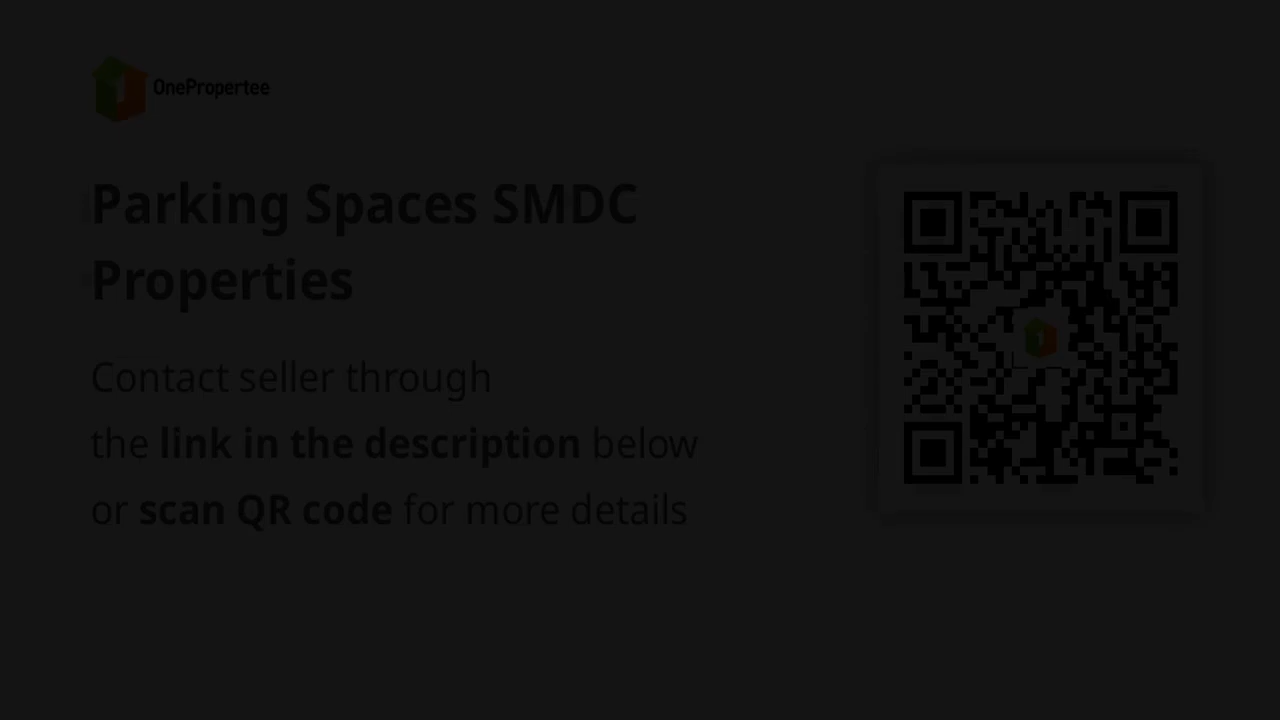 OnePropertee
Parking Spaces SMDC
Properties
Contact seller through
the link in the description below
or scan QR code for more details